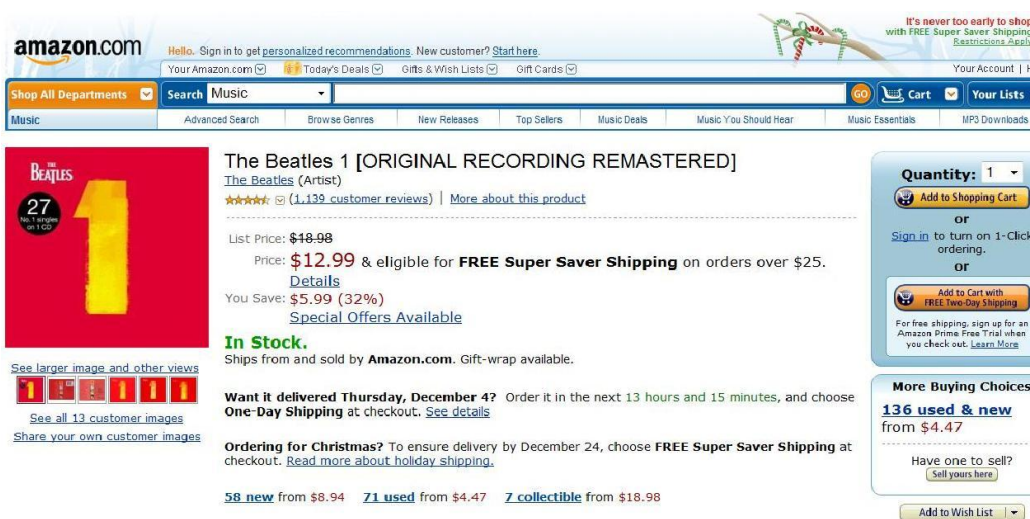 It's never too early to shop
with FREE Super Saver Shipping
Restrictions Apply
amazon.com
Hello. Sign in to get personalized recommendations. New customer? Start here.
Your Amazon.com Today's Deals Gifts & Wish Lists Gift Cards Your Account | H
Shop All Departments Search Music GO Cart Your Lists
Music Advanced Search Browse Genres New Releases Top Sellers Music Deals Music You Should Hear Music Essentials MP3 Downloads
THE BEATLES
27
No. 1 singles
on 1 CD
1
See larger image and other views
See all 13 customer images
Share your own customer images
The Beatles 1 [ORIGINAL RECORDING REMASTERED]
The Beatles (Artist)
(1,139 customer reviews) | More about this product
List Price: $18.98
Price: $12.99 & eligible for FREE Super Saver Shipping on orders over $25.
Details
You Save: $5.99 (32%)
Special Offers Available
In Stock.
Ships from and sold by Amazon.com. Gift-wrap available.
Want it delivered Thursday, December 4? Order it in the next 13 hours and 15 minutes, and choose
One-Day Shipping at checkout. See details
Ordering for Christmas? To ensure delivery by December 24, choose FREE Super Saver Shipping at
checkout. Read more about holiday shipping.
58 new from $8.94 71 used from $4.47 7 collectible from $18.98
Quantity: 1
Add to Shopping Cart
or
Sign in to turn on 1-Click
ordering.
or
Add to Cart with
FREE Two-Day Shipping
For free shipping, sign up for an
Amazon Prime Free Trial when
you check out. Learn More
More Buying Choices
136 used & new
from $4.47
Have one to sell?
Sell yours here
Add to Wish List